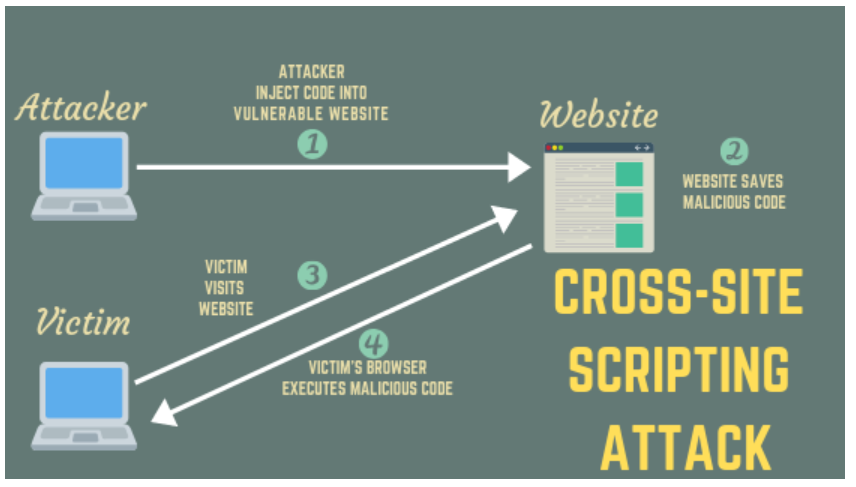 Attacker
ATTACKER
INJECT CODE INTO
VULNERABLE WEBSITE
1
Website
2
WEBSITE SAVES
MALICIOUS CODE
VICTIM
VISITS
WEBSITE
3
Victim
4
VICTIM'S BROWSER
EXECUTES MALICIOUS CODE
CROSS-SITE
SCRIPTING
ATTACK